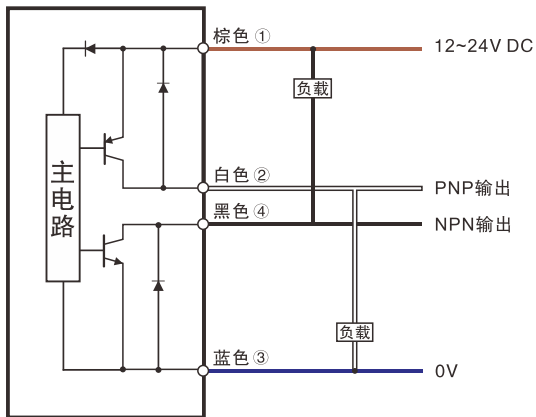 棕色 ①
12~24V DC
负载
主电路
白色 ②
PNP输出
黑色 ④
NPN输出
负载
蓝色 ③
0V